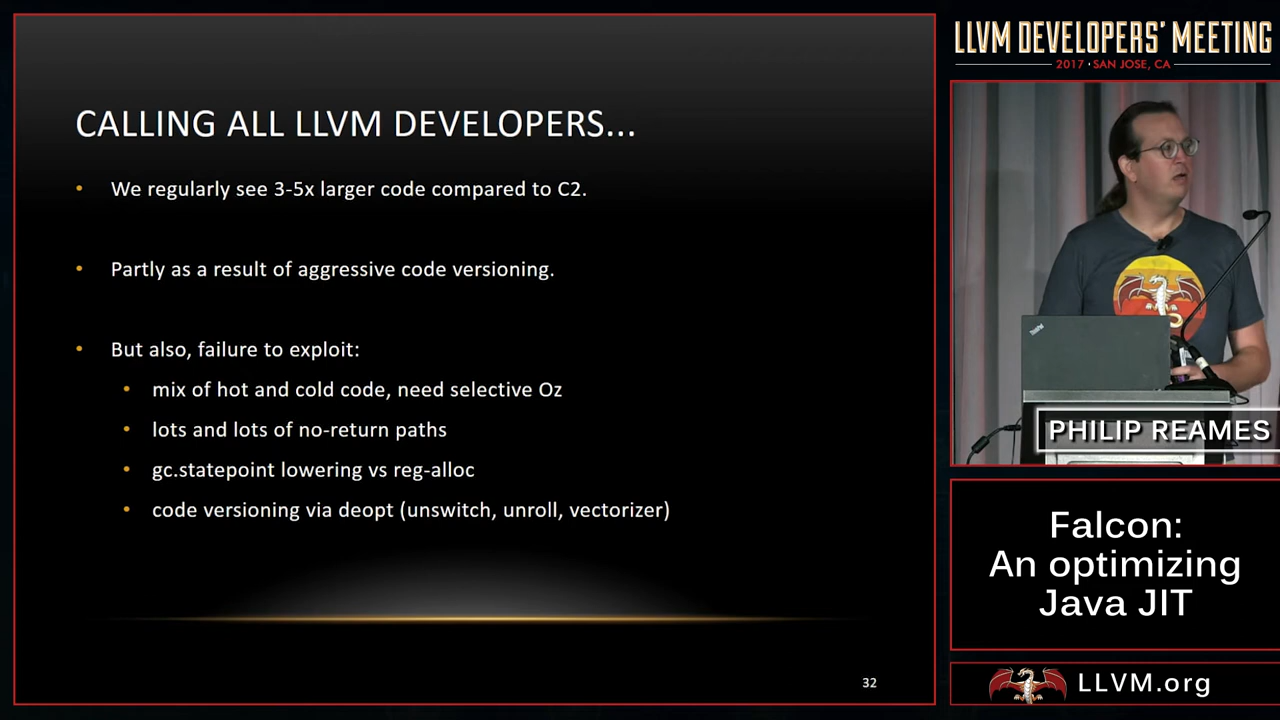 CALLING ALL LLVM DEVELOPERS...
• We regularly see 3-5x larger code compared to C2.
• Partly as a result of aggressive code versioning.
• But also, failure to exploit:
• mix of hot and cold code, need selective Oz
• lots and lots of no-return paths
• gc.statepoint lowering vs reg-alloc
• code versioning via deopt (unswitch, unroll, vectorizer)
32
LLVM DEVELOPERS' MEETING
2017 · SAN JOSE, CA
ThinkPad
PHILIP REAMES
Falcon:
An optimizing
Java JIT
LLVM.org